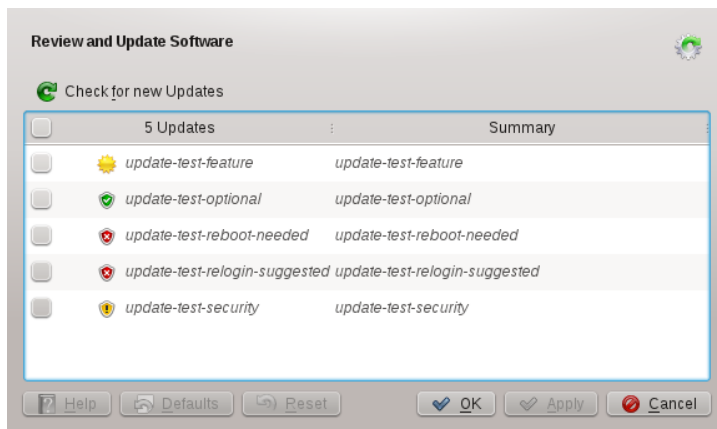 Review and Update Software
Check for new Updates
5 Updates Summary
update-test-feature update-test-feature
update-test-optional update-test-optional
update-test-reboot-needed update-test-reboot-needed
update-test-relogin-suggested update-test-relogin-suggested
update-test-security update-test-security
Help Defaults Reset OK Apply Cancel